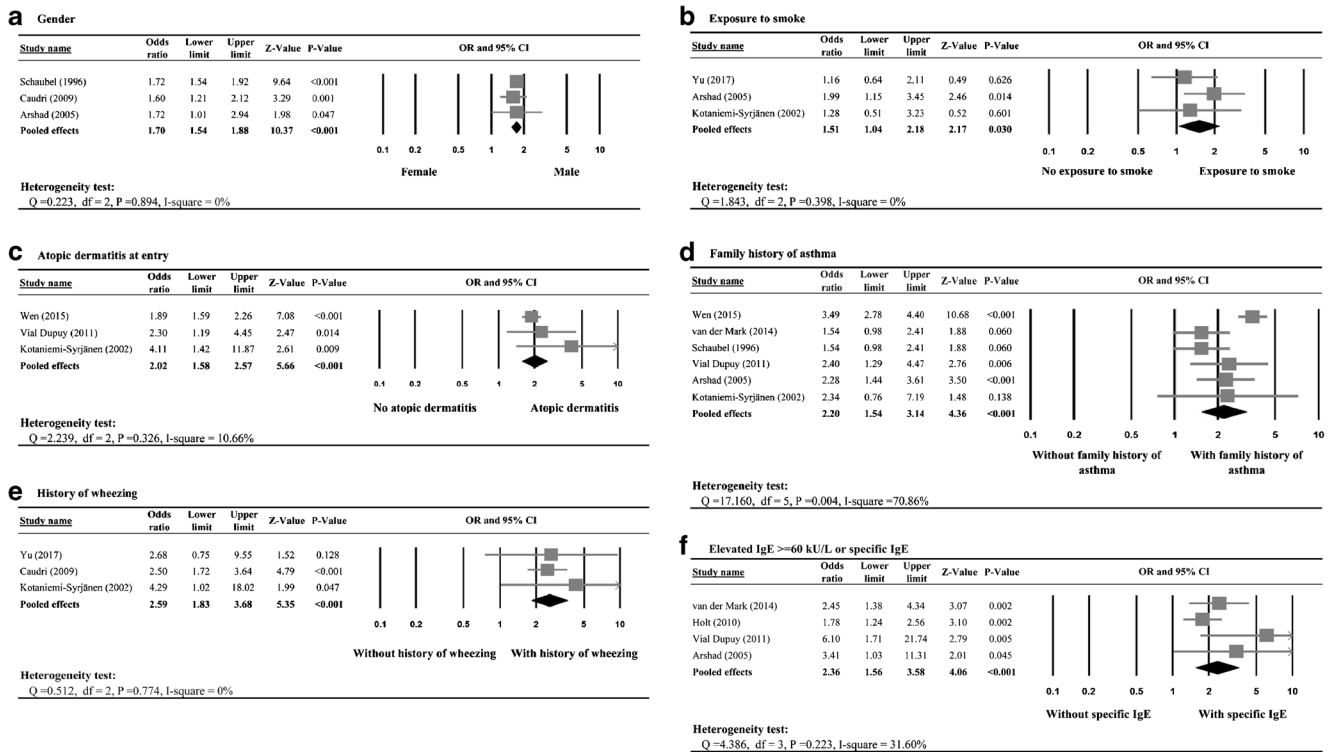 a Gender
Study name Odds ratio Lower limit Upper limit Z-Value P-Value OR and 95% CI
Schaubel (1996) 1.72 1.54 1.92 9.64 <0.001
Caudri (2009) 1.60 1.21 2.12 3.29 0.001
Arshad (2005) 1.72 1.01 2.94 1.98 0.047
Pooled effects 1.70 1.54 1.88 10.37 <0.001
0.1 0.2 0.5 1 2 5 10
Female Male
Heterogeneity test:
Q =0.223, df = 2, P =0.894, I-square = 0%
b Exposure to smoke
Study name Odds ratio Lower limit Upper limit Z-Value P-Value OR and 95% CI
Yu (2017) 1.16 0.64 2.11 0.49 0.626
Arshad (2005) 1.99 1.15 3.45 2.46 0.014
Kotaniemi-Syrjänen (2002) 1.28 0.51 3.23 0.52 0.601
Pooled effects 1.51 1.04 2.18 2.17 0.030
0.1 0.2 0.5 1 2 5 10
No exposure to smoke Exposure to smoke
Heterogeneity test:
Q =1.843, df = 2, P =0.398, I-square = 0%
c Atopic dermatitis at entry
Study name Odds ratio Lower limit Upper limit Z-Value P-Value OR and 95% CI
Wen (2015) 1.89 1.59 2.26 7.08 <0.001
Vial Dupuy (2011) 2.30 1.19 4.45 2.47 0.014
Kotaniemi-Syrjänen (2002) 4.11 1.42 11.87 2.61 0.009
Pooled effects 2.02 1.58 2.57 5.66 <0.001
0.1 0.2 0.5 1 2 5 10
No atopic dermatitis Atopic dermatitis
Heterogeneity test:
Q =2.239, df = 2, P =0.326, I-square = 10.66%
d Family history of asthma
Study name Odds ratio Lower limit Upper limit Z-Value P-Value OR and 95% CI
Wen (2015) 3.49 2.78 4.40 10.68 <0.001
van der Mark (2014) 1.54 0.98 2.41 1.88 0.060
Schaubel (1996) 1.54 0.98 2.41 1.88 0.060
Vial Dupuy (2011) 2.40 1.29 4.47 2.76 0.006
Arshad (2005) 2.28 1.44 3.61 3.50 <0.001
Kotaniemi-Syrjänen (2002) 2.34 0.76 7.19 1.48 0.138
Pooled effects 2.20 1.54 3.14 4.36 <0.001
0.1 0.2 0.5 1 2 5 10
Without family history of asthma With family history of asthma
Heterogeneity test:
Q =17.160, df = 5, P =0.004, I-square =70.86%
e History of wheezing
Study name Odds ratio Lower limit Upper limit Z-Value P-Value OR and 95% CI
Yu (2017) 2.68 0.75 9.55 1.52 0.128
Caudri (2009) 2.50 1.72 3.64 4.79 <0.001
Kotaniemi-Syrjänen (2002) 4.29 1.02 18.02 1.99 0.047
Pooled effects 2.59 1.83 3.68 5.35 <0.001
0.1 0.2 0.5 1 2 5 10
Without history of wheezing With history of wheezing
Heterogeneity test:
Q =0.512, df = 2, P =0.774, I-square = 0%
f Elevated IgE >=60 kU/L or specific IgE
Study name Odds ratio Lower limit Upper limit Z-Value P-Value OR and 95% CI
van der Mark (2014) 2.45 1.38 4.34 3.07 0.002
Holt (2010) 1.78 1.24 2.56 3.10 0.002
Vial Dupuy (2011) 6.10 1.71 21.74 2.79 0.005
Arshad (2005) 3.41 1.03 11.31 2.01 0.045
Pooled effects 2.36 1.56 3.58 4.06 <0.001
0.1 0.2 0.5 1 2 5 10
Without specific IgE With specific IgE
Heterogeneity test:
Q =4.386, df = 3, P =0.223, I-square = 31.60%